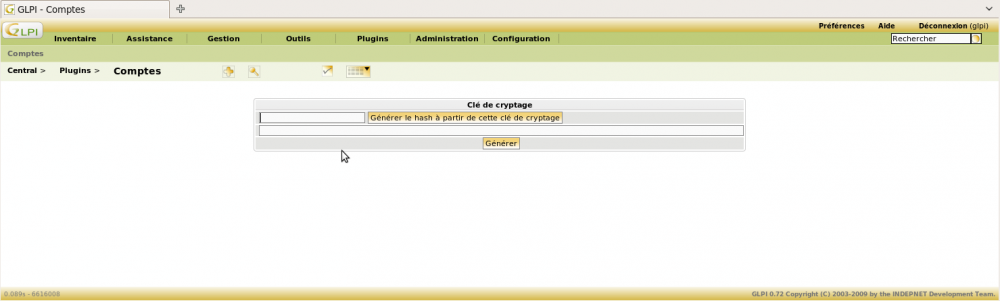 GLPI - Comptes
Préférences Aide Déconnexion (glpi)
GLPI
Inventaire Assistance Gestion Outils Plugins Administration Configuration Rechercher
Comptes
Central > Plugins > Comptes
Clé de cryptage
Générer le hash à partir de cette clé de cryptage
Générer
0.089s - 6616008
GLPI 0.72 Copyright (C) 2003-2009 by the INDEPNET Development Team.